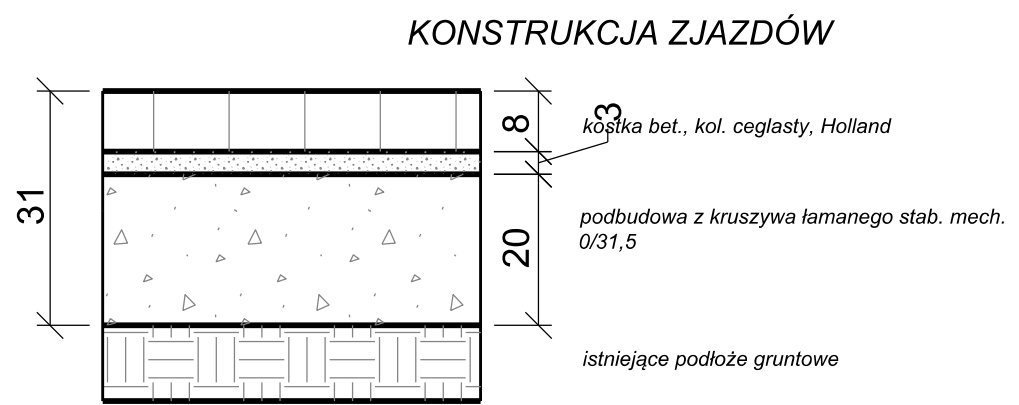 KONSTRUKCJA ZJAZDÓW
31
8
3
20
kostka bet., kol. ceglasty, Holland
podbudowa z kruszywa łamanego stab. mech.
0/31,5
istniejące podłoże gruntowe